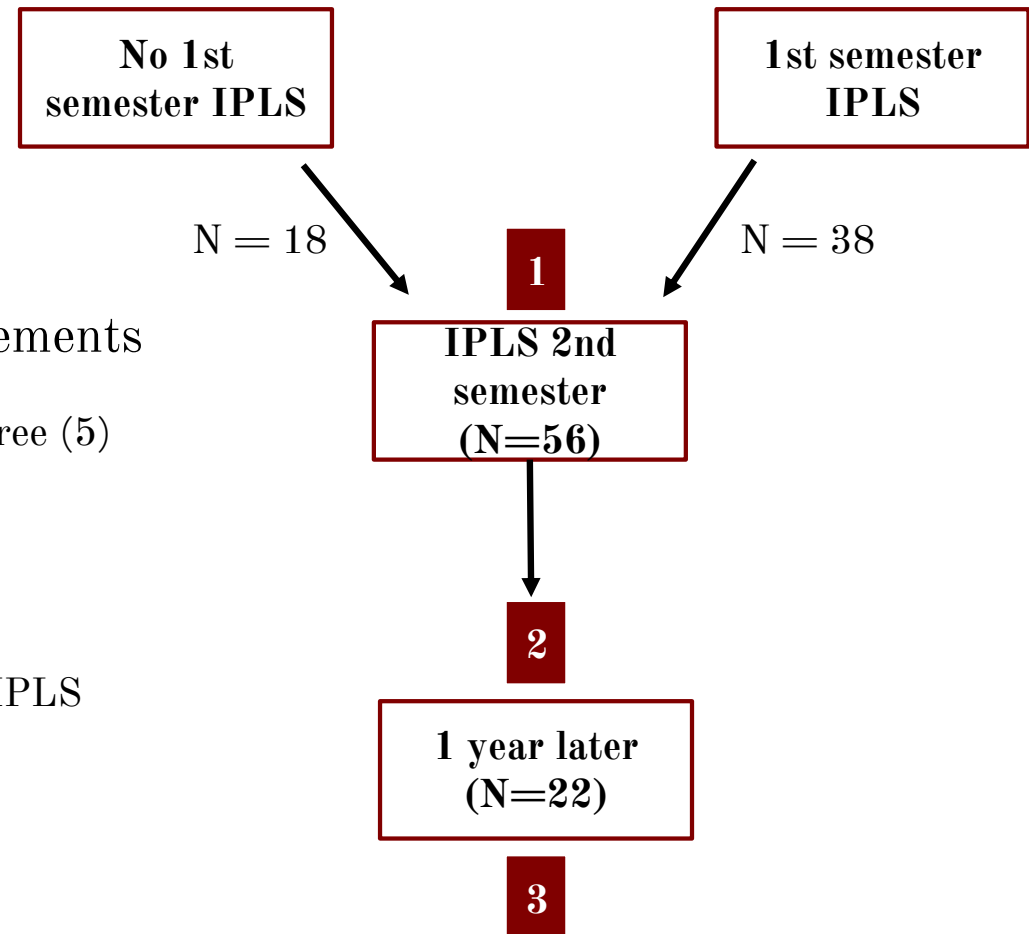 No 1st
semester IPLS
1st semester
IPLS
N = 18
N = 38
1
ements
ree (5)
IPLS 2nd
semester
(N=56)
2
IPLS
1 year later
(N=22)
3